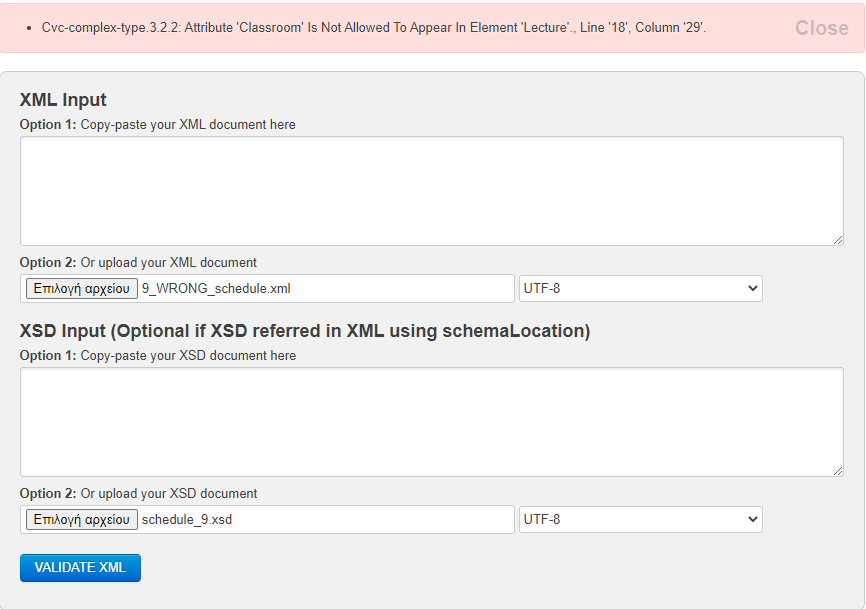 Cvc-complex-type.3.2.2: Attribute 'Classroom' Is Not Allowed To Appear In Element 'Lecture'., Line '18', Column '29'.
Close
XML Input
Option 1: Copy-paste your XML document here
Option 2: Or upload your XML document
Επιλογή αρχείου 9_WRONG_schedule.xml
UTF-8
XSD Input (Optional if XSD referred in XML using schemaLocation)
Option 1: Copy-paste your XSD document here
Option 2: Or upload your XSD document
Επιλογή αρχείου schedule_9.xsd
UTF-8
VALIDATE XML